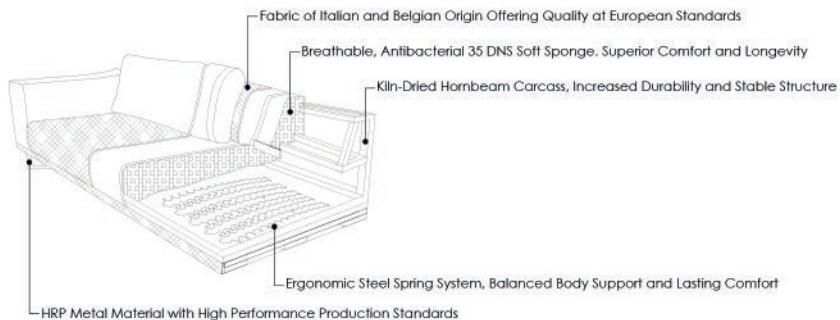 Fabric of Italian and Belgian Origin Offering Quality at European Standards
Breathable, Antibacterial 35 DNS Soft Sponge. Superior Comfort and Longevity
Kiln-Dried Hornbeam Carcass, Increased Durability and Stable Structure
Ergonomic Steel Spring System, Balanced Body Support and Lasting Comfort
HRP Metal Material with High Performance Production Standards